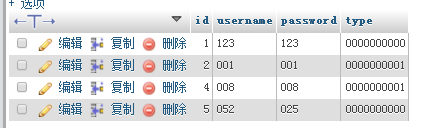 + 选项
←T→ id username password type
编辑 复制 删除 1 123 123 0000000000
编辑 复制 删除 2 001 001 0000000001
编辑 复制 删除 4 008 008 0000000001
编辑 复制 删除 5 052 025 0000000000